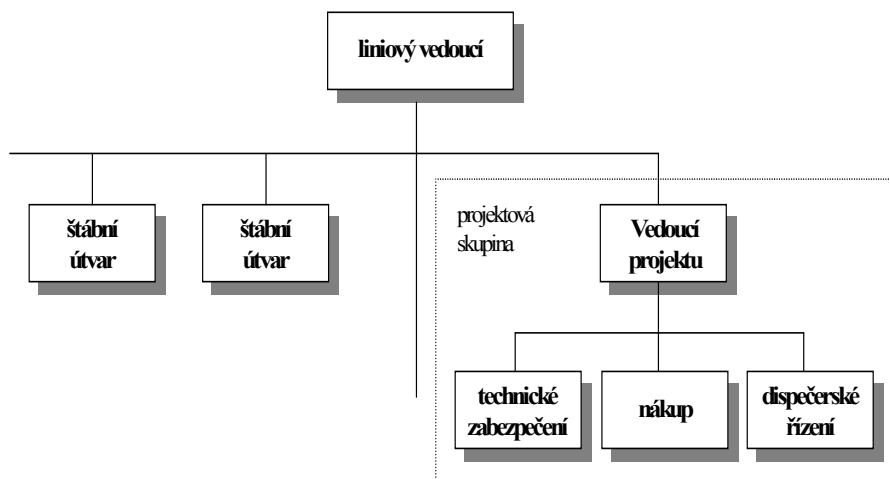 liniový vedoucí
štábní
útvar
štábní
útvar
projektová
skupina
Vedoucí
projektu
technické
zabezpečení
nákup
dispečerské
řízení